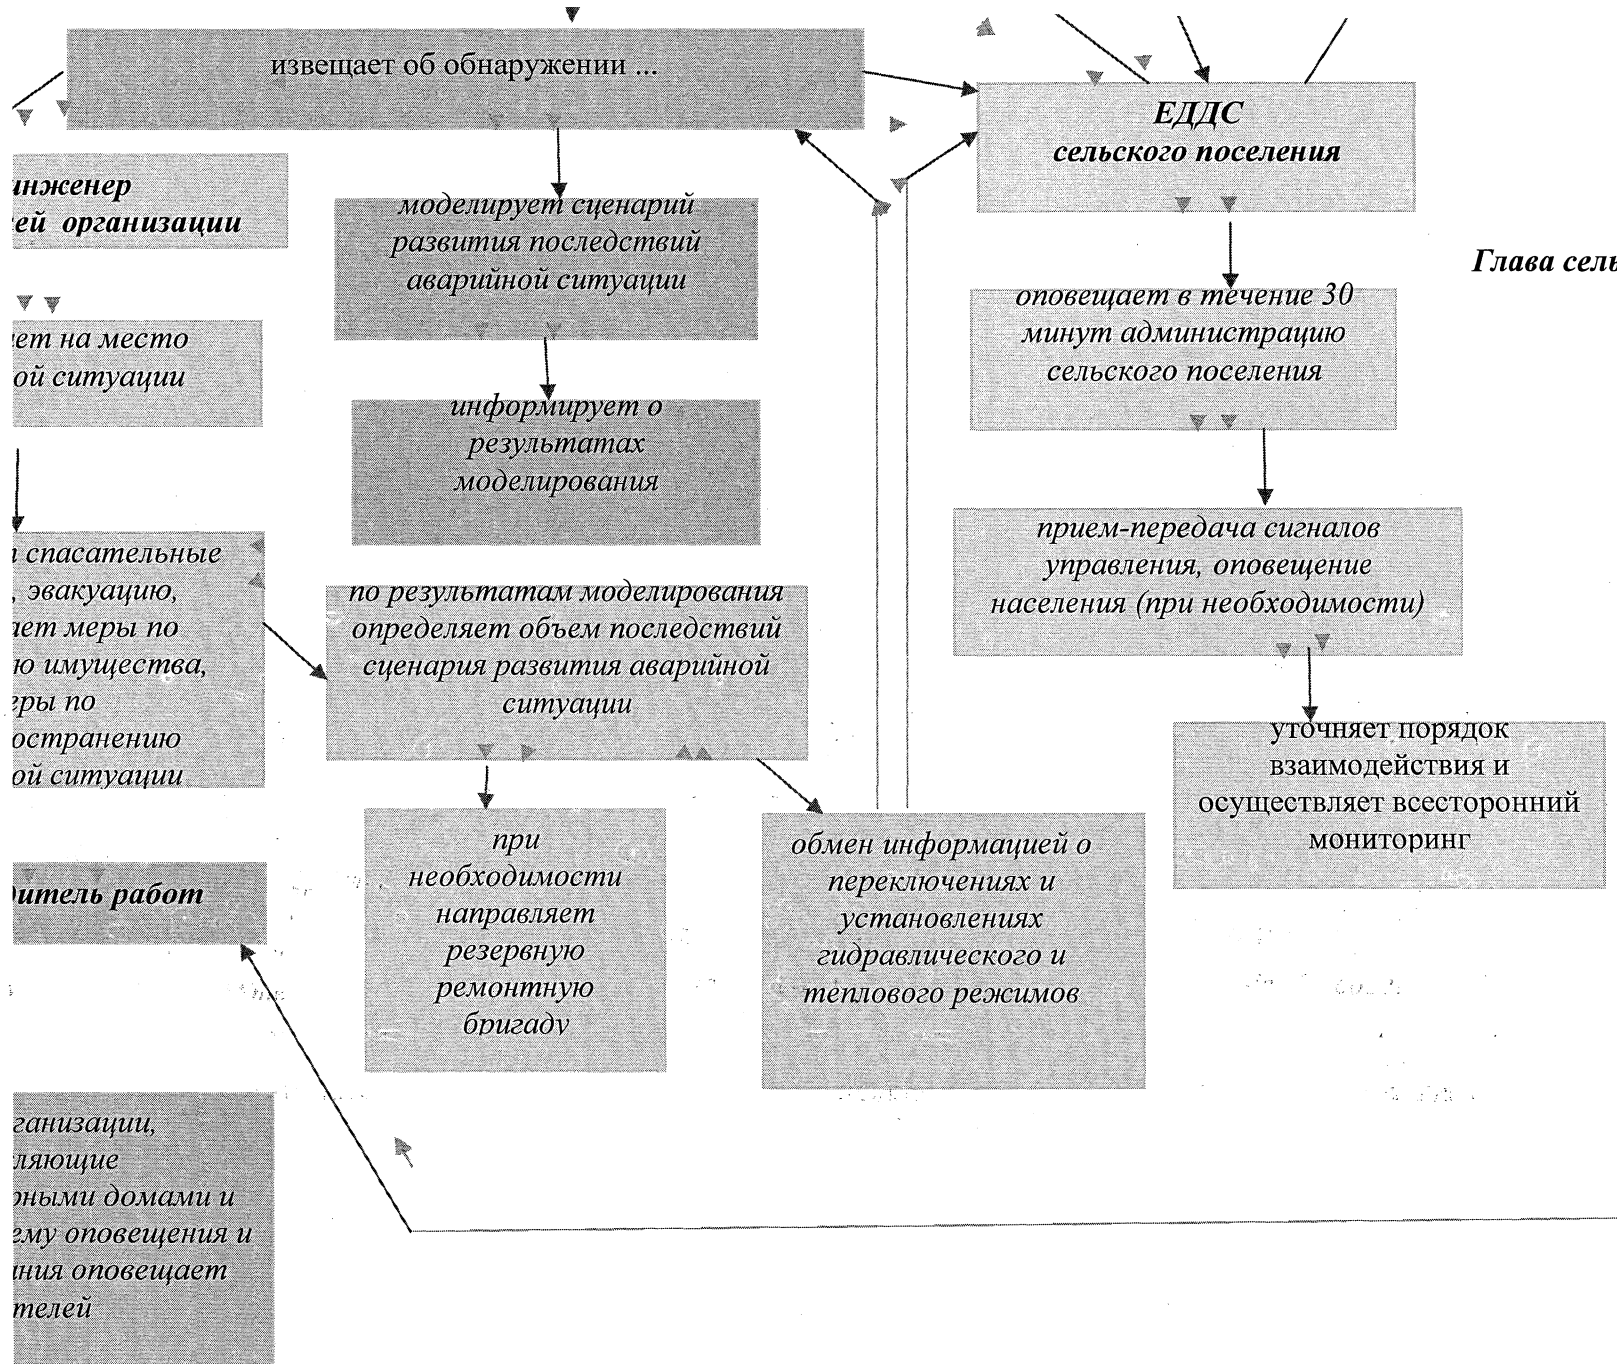 извещает об обнаружении ...
ЕДДС
сельского поселения
инженер
ей организации
моделирует сценарий
развития последствий
аварийной ситуации
Глава сель
оповещает в течение 30
минут администрацию
сельского поселения
ет на место
ой ситуации
информирует о
результатах
моделирования
прием-передача сигналов
управления, оповещение
населения (при необходимости)
спасательные
, эвакуацию,
ает меры по
ю имущества,
еры по
остранению
ой ситуации
по результатам моделирования
определяет объем последствий
сценария развития аварийной
ситуации
уточняет порядок
взаимодействия и
осуществляет всесторонний
мониторинг
дитель работ
при
необходимости
направляет
резервную
ремонтную
бригаду
обмен информацией о
переключениях и
установлениях
гидравлического и
теплового режимов
ганизации,
ляющие
рными домами и
ему оповещения и
ания оповещает
телей